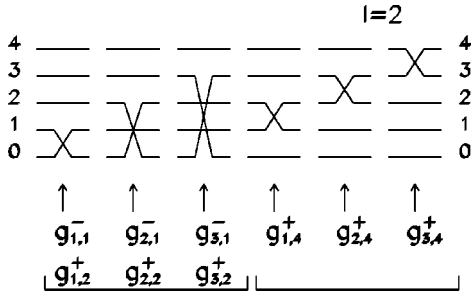 l=2
4 4
3 3
2 2
1 1
0 0
g⁻₁,₁ g⁻₂,₁ g⁻₃,₁ g⁺₁,₄ g⁺₂,₄ g⁺₃,₄
g⁺₁,₂ g⁺₂,₂ g⁺₃,₂